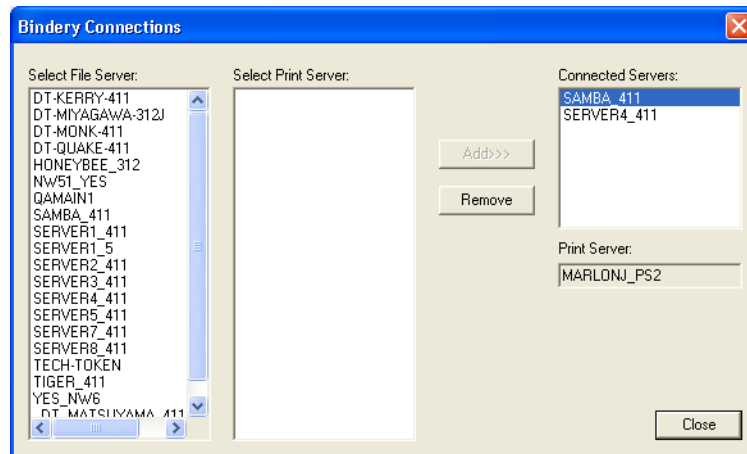 Bindery Connections
Select File Server:
DT-KERRY-411
DT-MIYAGAWA-312J
DT-MONK-411
DT-QUAKE-411
HONEYBEE_312
NW51_YES
QAMAIN1
SAMBA_411
SERVER1_411
SERVER1_5
SERVER2_411
SERVER3_411
SERVER4_411
SERVER5_411
SERVER7_411
SERVER8_411
TECH-TOKEN
TIGER_411
YES_NW6
_DT_MATSUYAMA_411
Select Print Server:
Add>>>
Remove
Connected Servers:
SAMBA_411
SERVER4_411
Print Server:
MARLONJ_PS2
Close